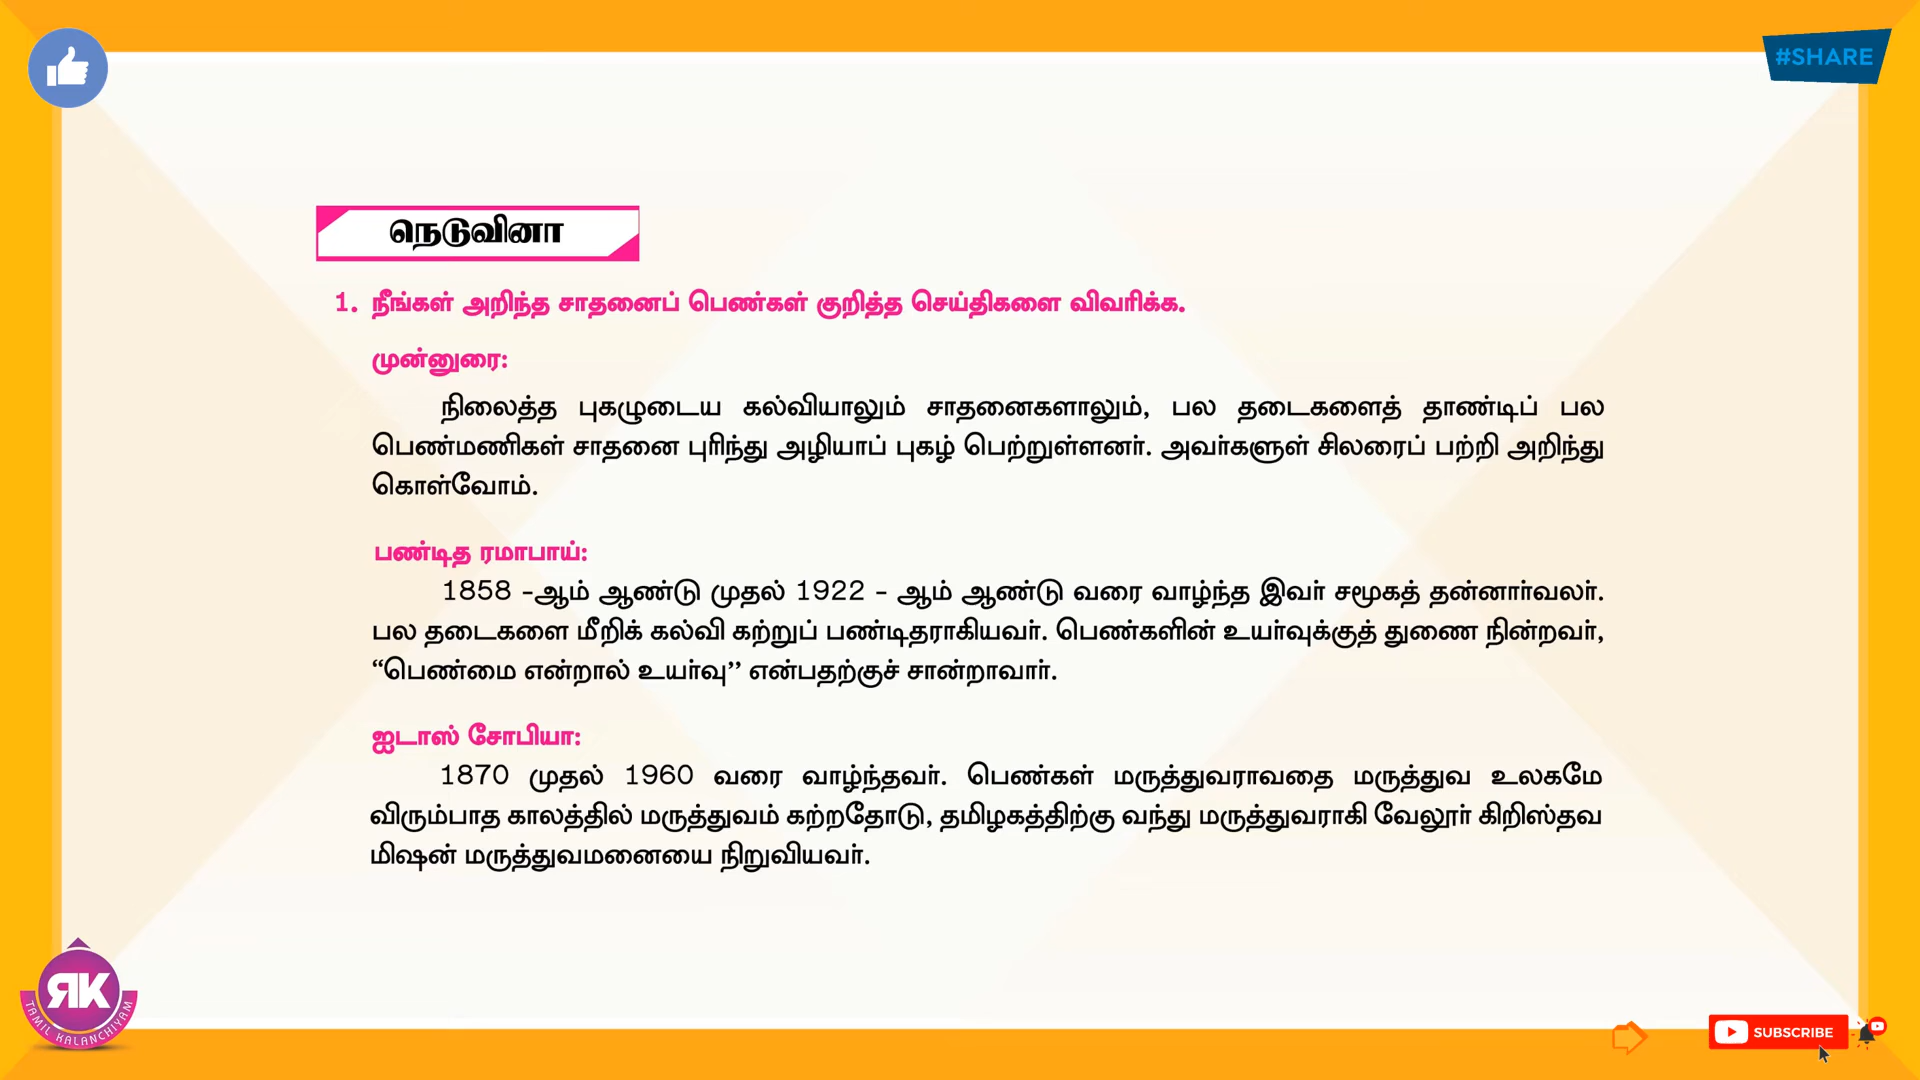 #SHARE
நெடுவினா
1. நீங்கள் அறிந்த சாதனைப் பெண்கள் குறித்த செய்திகளை விவரிக்க.
முன்னுரை:
நிலைத்த புகழுடைய கல்வியாலும் சாதனைகளாலும், பல தடைகளைத் தாண்டிப் பல
பெண்மணிகள் சாதனை புரிந்து அழியாப் புகழ் பெற்றுள்ளனர். அவர்களுள் சிலரைப் பற்றி அறிந்து
கொள்வோம்.
பண்டித ரமாபாய்:
1858 -ஆம் ஆண்டு முதல் 1922 - ஆம் ஆண்டு வரை வாழ்ந்த இவர் சமூகத் தன்னார்வலர்.
பல தடைகளை மீறிக் கல்வி கற்றுப் பண்டிதராகியவர். பெண்களின் உயர்வுக்குத் துணை நின்றவர்,
“பெண்மை என்றால் உயர்வு” என்பதற்குச் சான்றாவார்.
ஐடாஸ் சோபியா:
1870 முதல் 1960 வரை வாழ்ந்தவர். பெண்கள் மருத்துவராவதை மருத்துவ உலகமே
விரும்பாத காலத்தில் மருத்துவம் கற்றதோடு, தமிழகத்திற்கு வந்து மருத்துவராகி வேலூர் கிறிஸ்தவ
மிஷன் மருத்துவமனையை நிறுவியவர்.
RK
TAMIL KALANCHIYAM
SUBSCRIBE